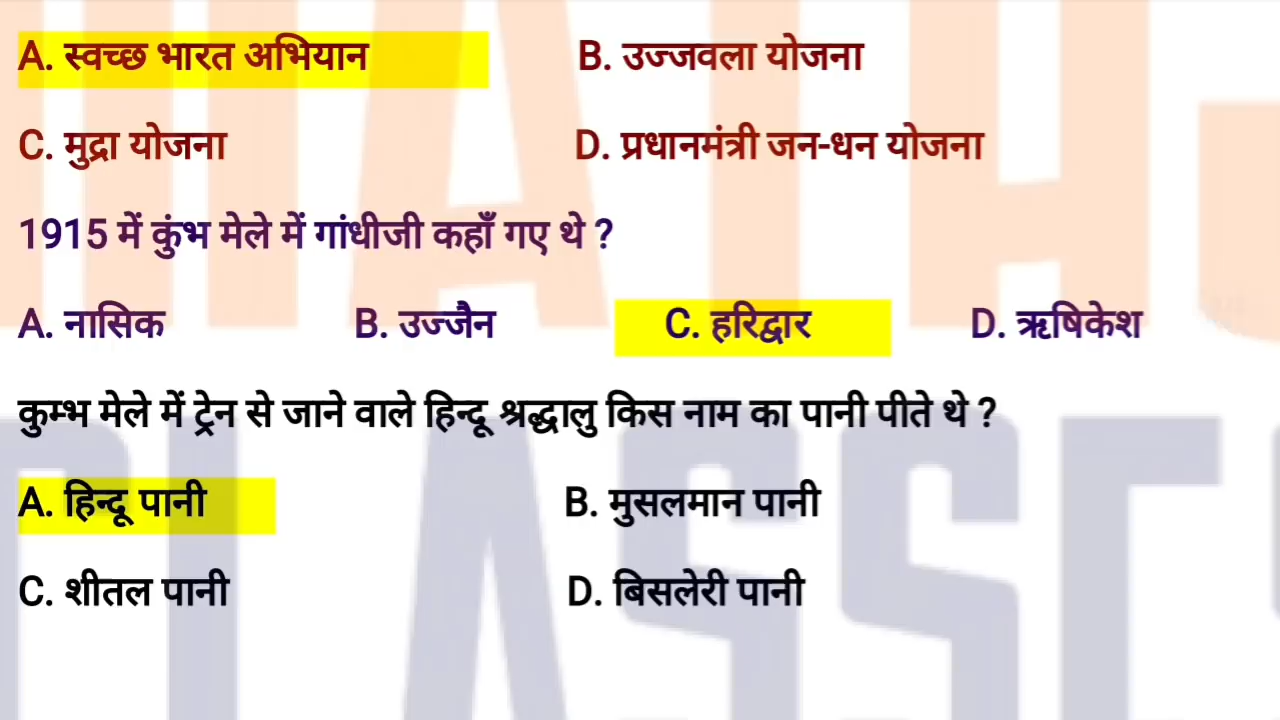 A. स्वच्छ भारत अभियान B. उज्जवला योजना
C. मुद्रा योजना D. प्रधानमंत्री जन-धन योजना
1915 में कुंभ मेले में गांधीजी कहाँ गए थे ?
A. नासिक B. उज्जैन C. हरिद्वार D. ऋषिकेश
कुम्भ मेले में ट्रेन से जाने वाले हिन्दू श्रद्धालु किस नाम का पानी पीते थे ?
A. हिन्दू पानी B. मुसलमान पानी
C. शीतल पानी D. बिसलेरी पानी